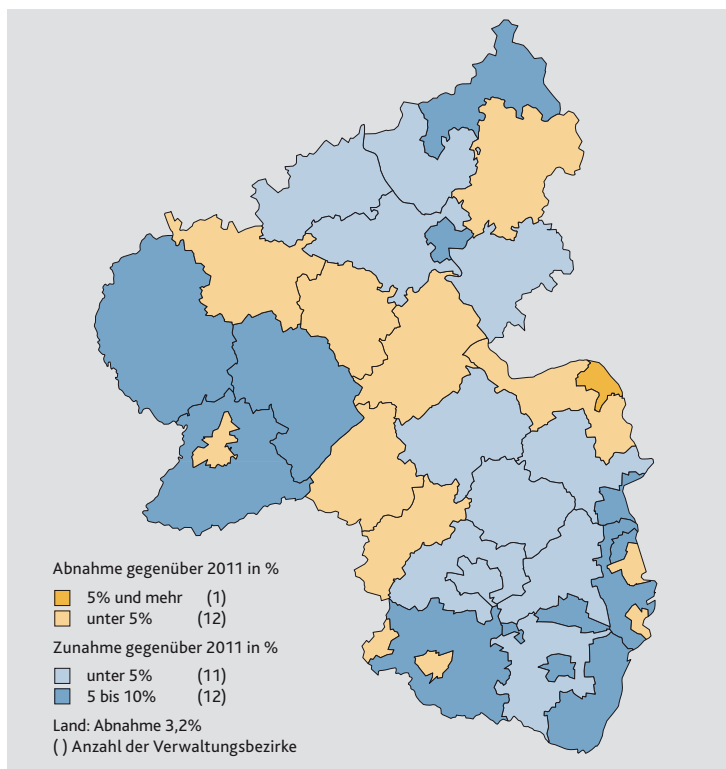 Abnahme gegenüber 2011 in %
5% und mehr (1)
unter 5% (12)
Zunahme gegenüber 2011 in %
unter 5% (11)
5 bis 10% (12)
Land: Abnahme 3,2%
( ) Anzahl der Verwaltungsbezirke